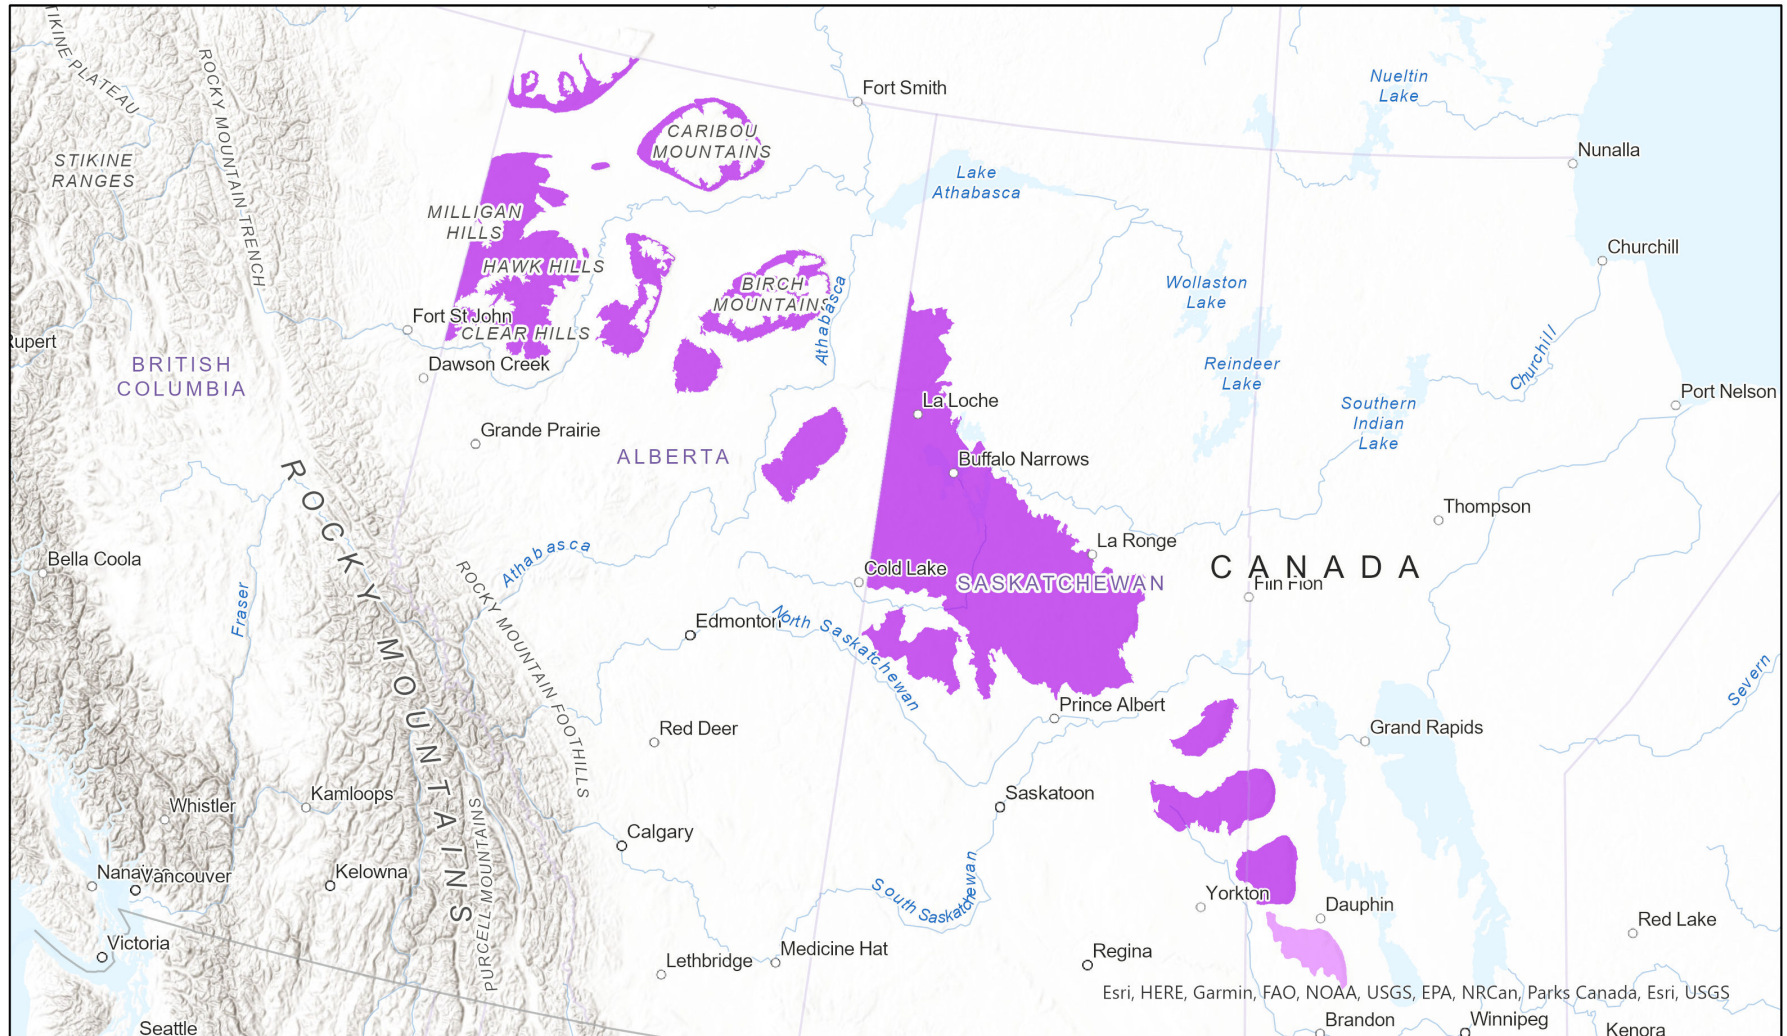 TIKINE PLATEAU
ROCKY MOUNTAIN TRENCH
Fort Smith
Nueltin
Lake
CARIBOU
MOUNTAINS
Nunalla
STIKINE
RANGES
Lake
Athabasca
MILLIGAN
HILLS
Churchill
HAWK HILLS
Wollaston
Lake
BIRCH
MOUNTAINS
Athabasca
Fort St John
CLEAR HILLS
Rupert
BRITISH
COLUMBIA
Dawson Creek
Reindeer
Lake
Churchill
Port Nelson
La Loche
Southern
Indian
Lake
Grande Prairie
ALBERTA
Buffalo Narrows
ROCKY MOUNTAINS
Thompson
Athabasca
La Ronge
Bella Coola
Cold Lake
SASKATCHEWAN
CANADA
Flin Flon
Fraser
ROCKY MOUNTAIN FOOTHILLS
Edmonton
North Saskatchewan
Severn
Prince Albert
Red Deer
Grand Rapids
Whistler
Kamloops
Saskatoon
Calgary
PURCELL MOUNTAINS
Nanaimo
Vancouver
Kelowna
South Saskatchewan
Yorkton
Dauphin
Red Lake
Victoria
Lethbridge
Medicine Hat
Regina
Esri, HERE, Garmin, FAO, NOAA, USGS, EPA, NRCan, Parks Canada, Esri, USGS
Seattle
Brandon
Winnipeg
Kenora